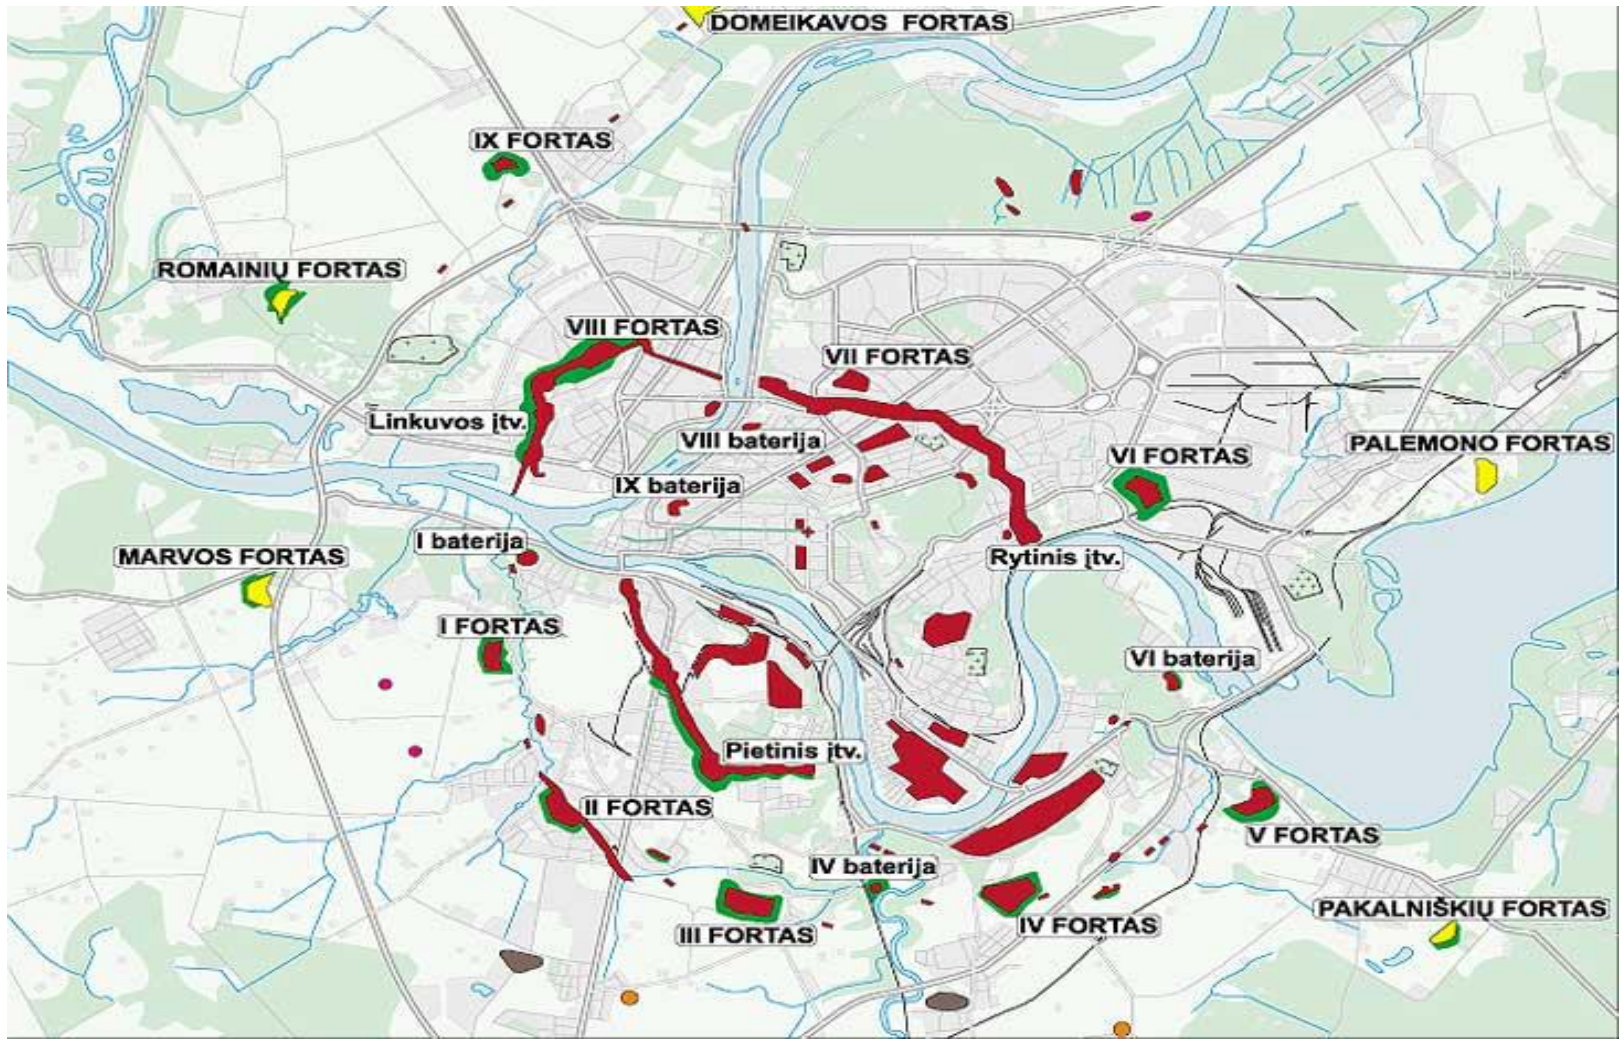 DOMEIKAVOS FORTAS
IX FORTAS
ROMAINIŲ FORTAS
VIII FORTAS
VII FORTAS
Linkuvos įtv.
VIII baterija
PALEMONO FORTAS
VI FORTAS
IX baterija
I baterija
MARVOS FORTAS
Rytinis įtv.
I FORTAS
VI baterija
Pietinis įtv.
II FORTAS
V FORTAS
IV baterija
PAKALNIŠKIŲ FORTAS
IV FORTAS
III FORTAS